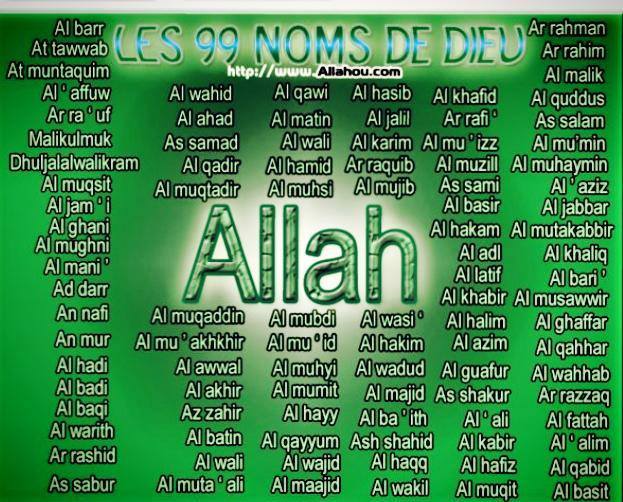 LES 99 NOMS DE DIEU
http://www.Allahou.com
Al barr
At tawwab
At muntaquim
Al ' affuw
Ar ra ' uf
Malikulmuk
Dhuljalalwalikram
Al muqsit
Al jam ' i
Al ghani
Al mughni
Al mani '
Ad darr
An nafi
An mur
Al hadi
Al badi
Al baqi
Al warith
Ar rashid
As sabur
Al wahid
Al ahad
As samad
Al qadir
Al muqtadir
Al qawi
Al matin
Al wali
Al hamid
Al muhsi
Al hasib
Al jalil
Al karim
Ar raquib
Al mujib
Allah
Al muqaddin
Al mu ' akhkhir
Al awwal
Al akhir
Az zahir
Al batin
Al wali
Al muta ' ali
Al mubdi
Al mu ' id
Al muhyi
Al mumit
Al hayy
Al qayyum
Al wajid
Al maajid
Al wasi '
Al hakim
Al wadud
Al majid
Al ba ' ith
Ash shahid
Al haqq
Al wakil
Al khafid
Ar rafi '
Al mu ' izz
Al muzill
As sami
Al basir
Al hakam
Al adl
Al latif
Al khabir
Al halim
Al azim
Al guafur
As shakur
Al ' ali
Al kabir
Al hafiz
Al muqit
Ar rahman
Ar rahim
Al malik
Al quddus
As salam
Al mu'min
Al muhaymin
Al ' aziz
Al jabbar
Al mutakabbir
Al khaliq
Al bari '
Al musawwir
Al ghaffar
Al qahhar
Al wahhab
Ar razzaq
Al fattah
Al ' alim
Al qabid
Al basit